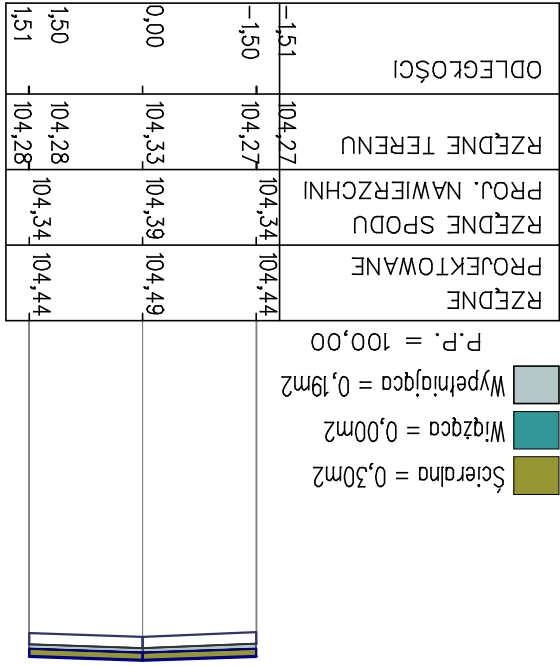 Ścieralna = 0,30m2
Wiążąca = 0,00m2
Wypełniająca = 0,19m2
P.P. = 100,00
RZĘDNE
PROJEKTOWANE
104,44 104,49 104,44
RZĘDNE SPODU
PROJ. NAWIERZCHNI
104,34 104,39 104,34
RZĘDNE TERENU
104,27 104,27 104,33 104,28 104,28
ODLEGŁOŚCI
-1,51 -1,50 0,00 1,50 1,51